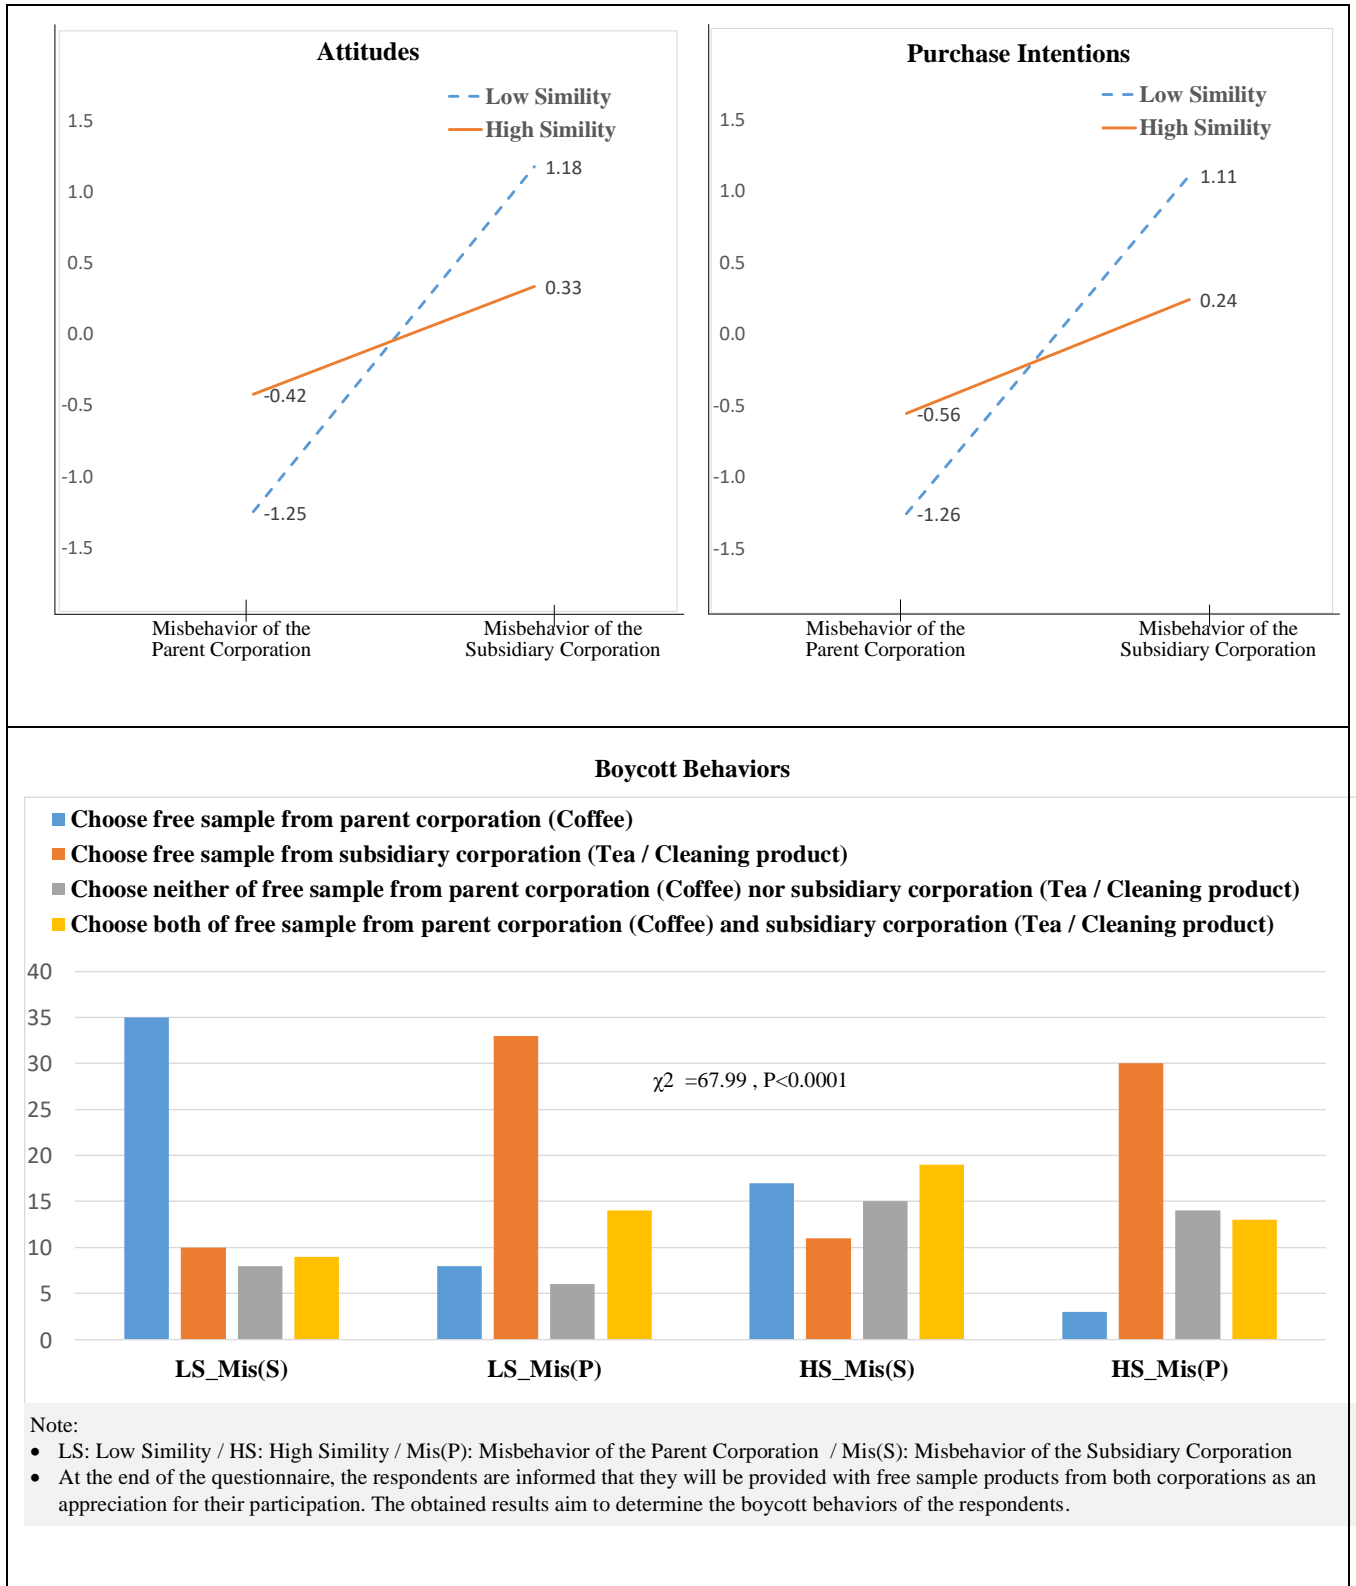 Attitudes
Low Simility
High Simility
1.5
1.0
0.5
0.0
-0.5
-1.0
-1.5
1.18
0.33
-0.42
-1.25
Misbehavior of the
Parent Corporation
Misbehavior of the
Subsidiary Corporation
Purchase Intentions
Low Simility
High Simility
1.5
1.0
0.5
0.0
-0.5
-1.0
-1.5
1.11
0.24
-0.56
-1.26
Misbehavior of the
Parent Corporation
Misbehavior of the
Subsidiary Corporation
Boycott Behaviors
Choose free sample from parent corporation (Coffee)
Choose free sample from subsidiary corporation (Tea / Cleaning product)
Choose neither of free sample from parent corporation (Coffee) nor subsidiary corporation (Tea / Cleaning product)
Choose both of free sample from parent corporation (Coffee) and subsidiary corporation (Tea / Cleaning product)
40
35
30
25
20
15
10
5
0
χ2 =67.99 , P<0.0001
LS_Mis(S)
LS_Mis(P)
HS_Mis(S)
HS_Mis(P)
Note:
• LS: Low Simility / HS: High Simility / Mis(P): Misbehavior of the Parent Corporation / Mis(S): Misbehavior of the Subsidiary Corporation
• At the end of the questionnaire, the respondents are informed that they will be provided with free sample products from both corporations as an
appreciation for their participation. The obtained results aim to determine the boycott behaviors of the respondents.